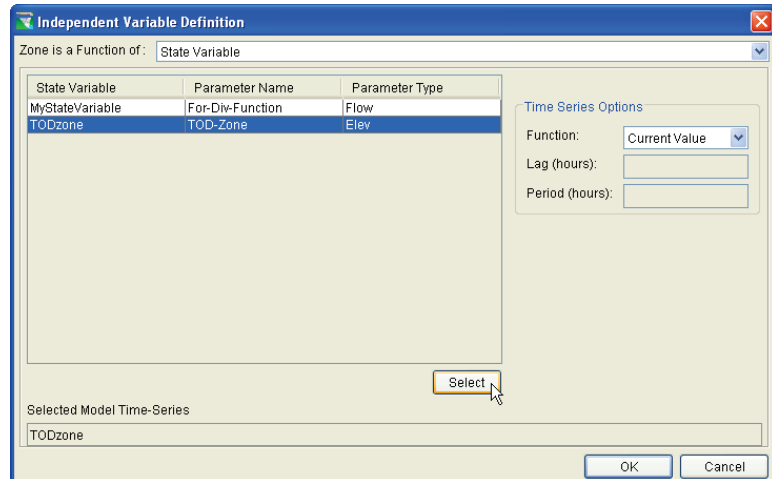 Independent Variable Definition
Zone is a Function of: State Variable
State Variable Parameter Name Parameter Type
MyStateVariable For-Div-Function Flow
TODzone TOD-Zone Elev
Time Series Options
Function: Current Value
Lag (hours):
Period (hours):
Select
Selected Model Time-Series
TODzone
OK Cancel